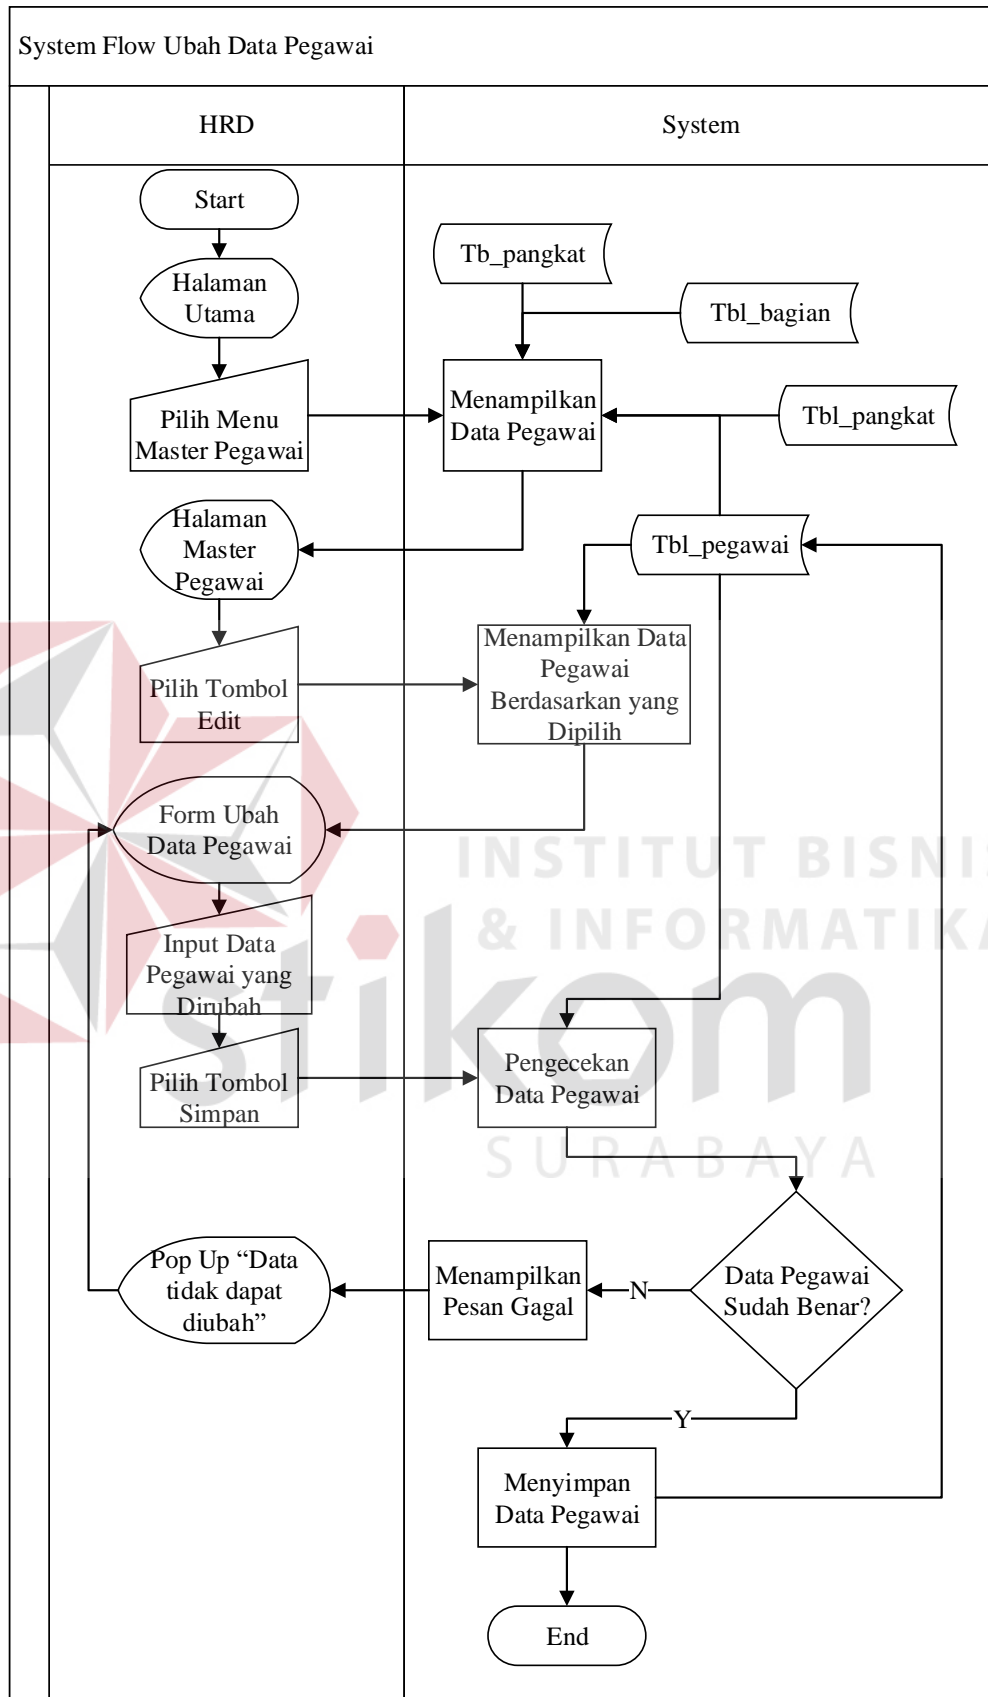 System Flow Ubah Data Pegawai
HRD
System
Start
Halaman
Utama
Tb_pangkat
Tbl_bagian
Pilih Menu
Master Pegawai
Menampilkan
Data Pegawai
Tbl_pangkat
Halaman
Master
Pegawai
Tbl_pegawai
Pilih Tombol
Edit
Menampilkan Data
Pegawai
Berdasarkan yang
Dipilih
Form Ubah
Data Pegawai
INSTITUT BISNIS
& INFORMATIKA
stikom
SURABAYA
Input Data
Pegawai yang
Dirubah
Pilih Tombol
Simpan
Pengecekan
Data Pegawai
Pop Up “Data
tidak dapat
diubah”
Menampilkan
Pesan Gagal
N
Data Pegawai
Sudah Benar?
Y
Menyimpan
Data Pegawai
End